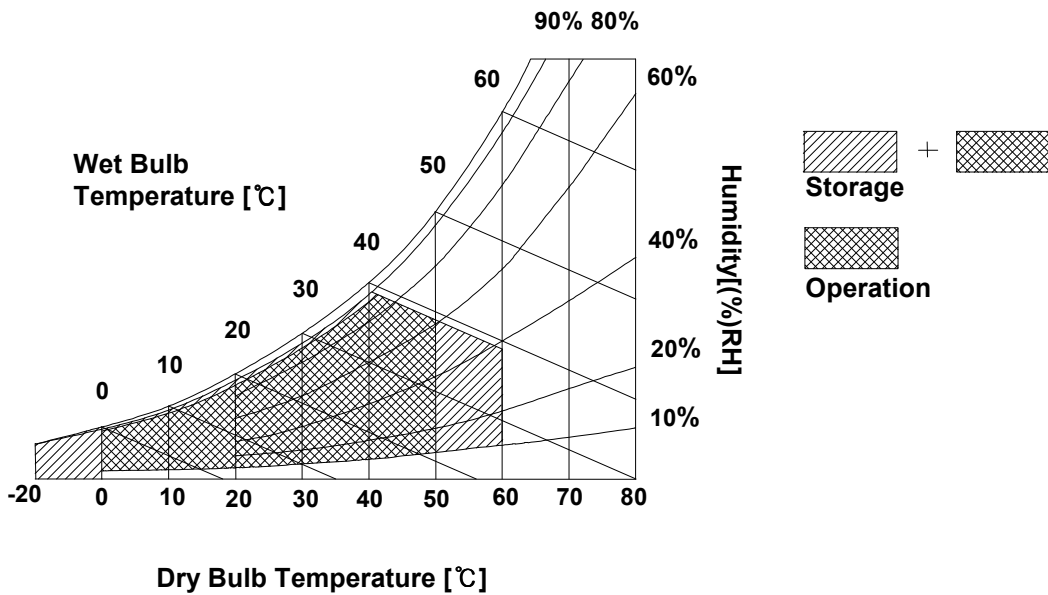 90% 80%
60
60%
Wet Bulb
Temperature [℃]
50
40
30
20
10
0
Humidity[(%)RH]
40%
20%
10%
+
Storage
Operation
-20 0 10 20 30 40 50 60 70 80
Dry Bulb Temperature [℃]